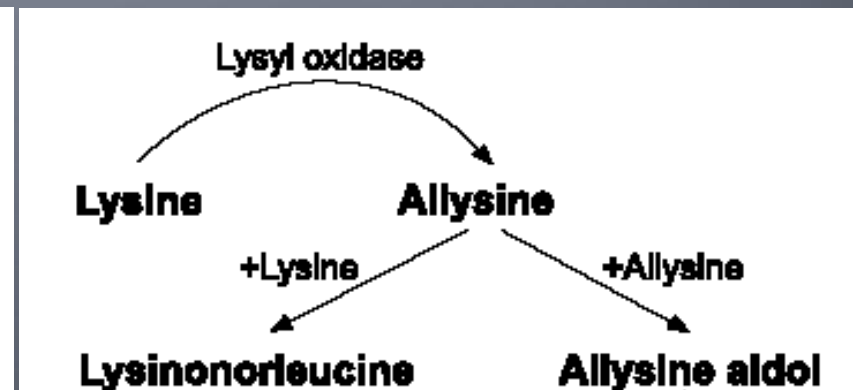 Lysyl oxidase
Lysine Allysine
+Lysine +Allysine
Lysinonorleucine Allysine aldol